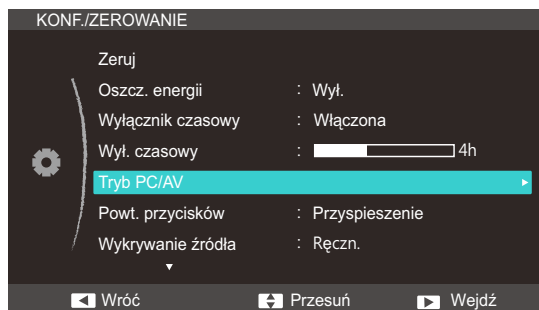 KONF./ZEROWANIE
Zeruj
Oszcz. energii : Wył.
Wyłącznik czasowy : Włączona
Wył. czasowy : 4h
Tryb PC/AV
Powt. przycisków : Przyspieszenie
Wykrywanie źródła : Ręczn.
Wróć Przesuń Wejdź